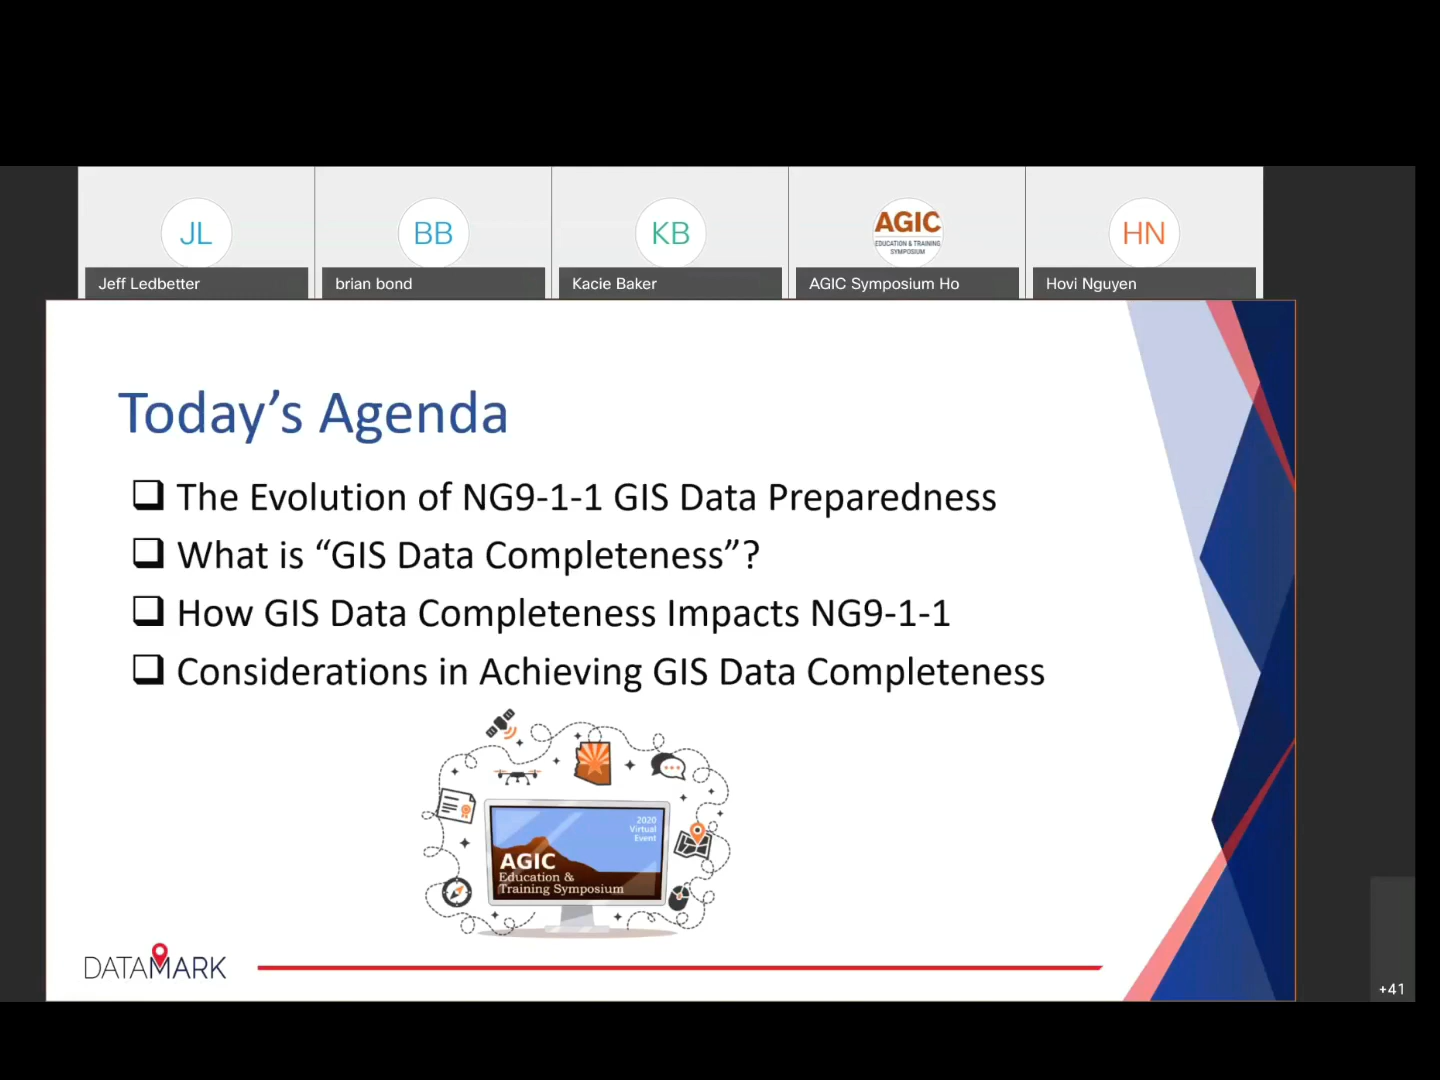 JL
BB
KB
AGIC
EDUCATION & TRAINING
SYMPOSIUM
HN
Jeff Ledbetter
brian bond
Kacie Baker
AGIC Symposium Ho
Hovi Nguyen
Today’s Agenda
❑ The Evolution of NG9-1-1 GIS Data Preparedness
❑ What is “GIS Data Completeness”?
❑ How GIS Data Completeness Impacts NG9-1-1
❑ Considerations in Achieving GIS Data Completeness
2020
Virtual
Event
AGIC
Education &
Training Symposium
DATAMARK
+41